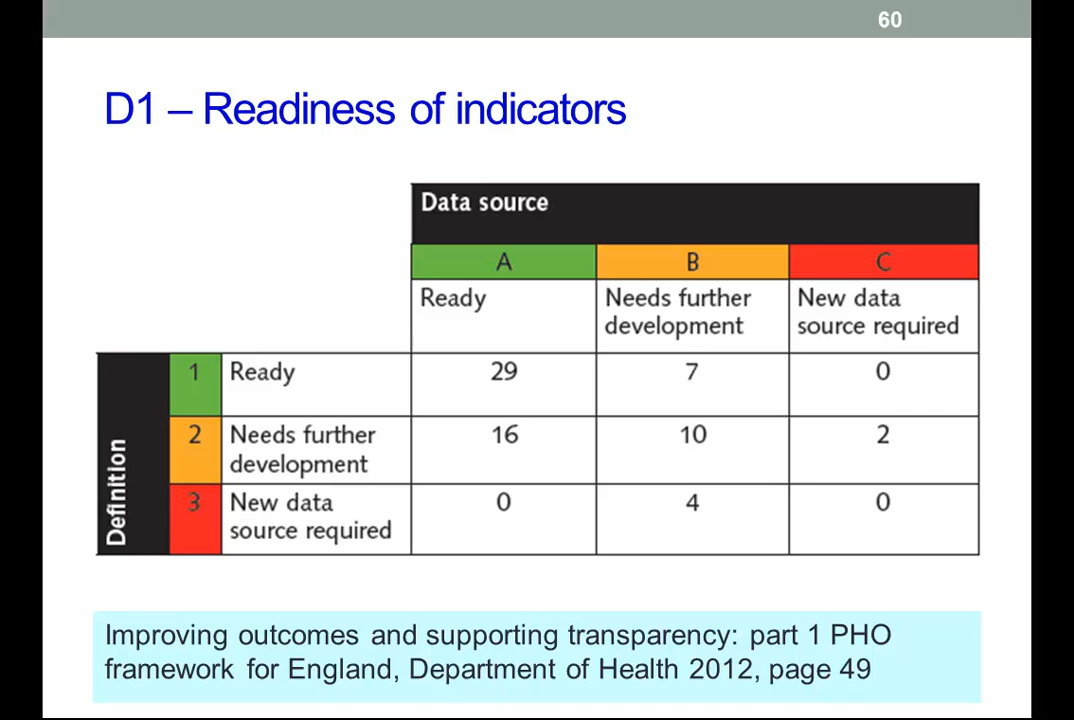 60
D1 – Readiness of indicators
Data source
A B C
Ready
Needs further
development
New data
source required
Definition
1 Ready 29 7 0
2 Needs further
development
16 10 2
3 New data
source required
0 4 0
Improving outcomes and supporting transparency: part 1 PHO
framework for England, Department of Health 2012, page 49